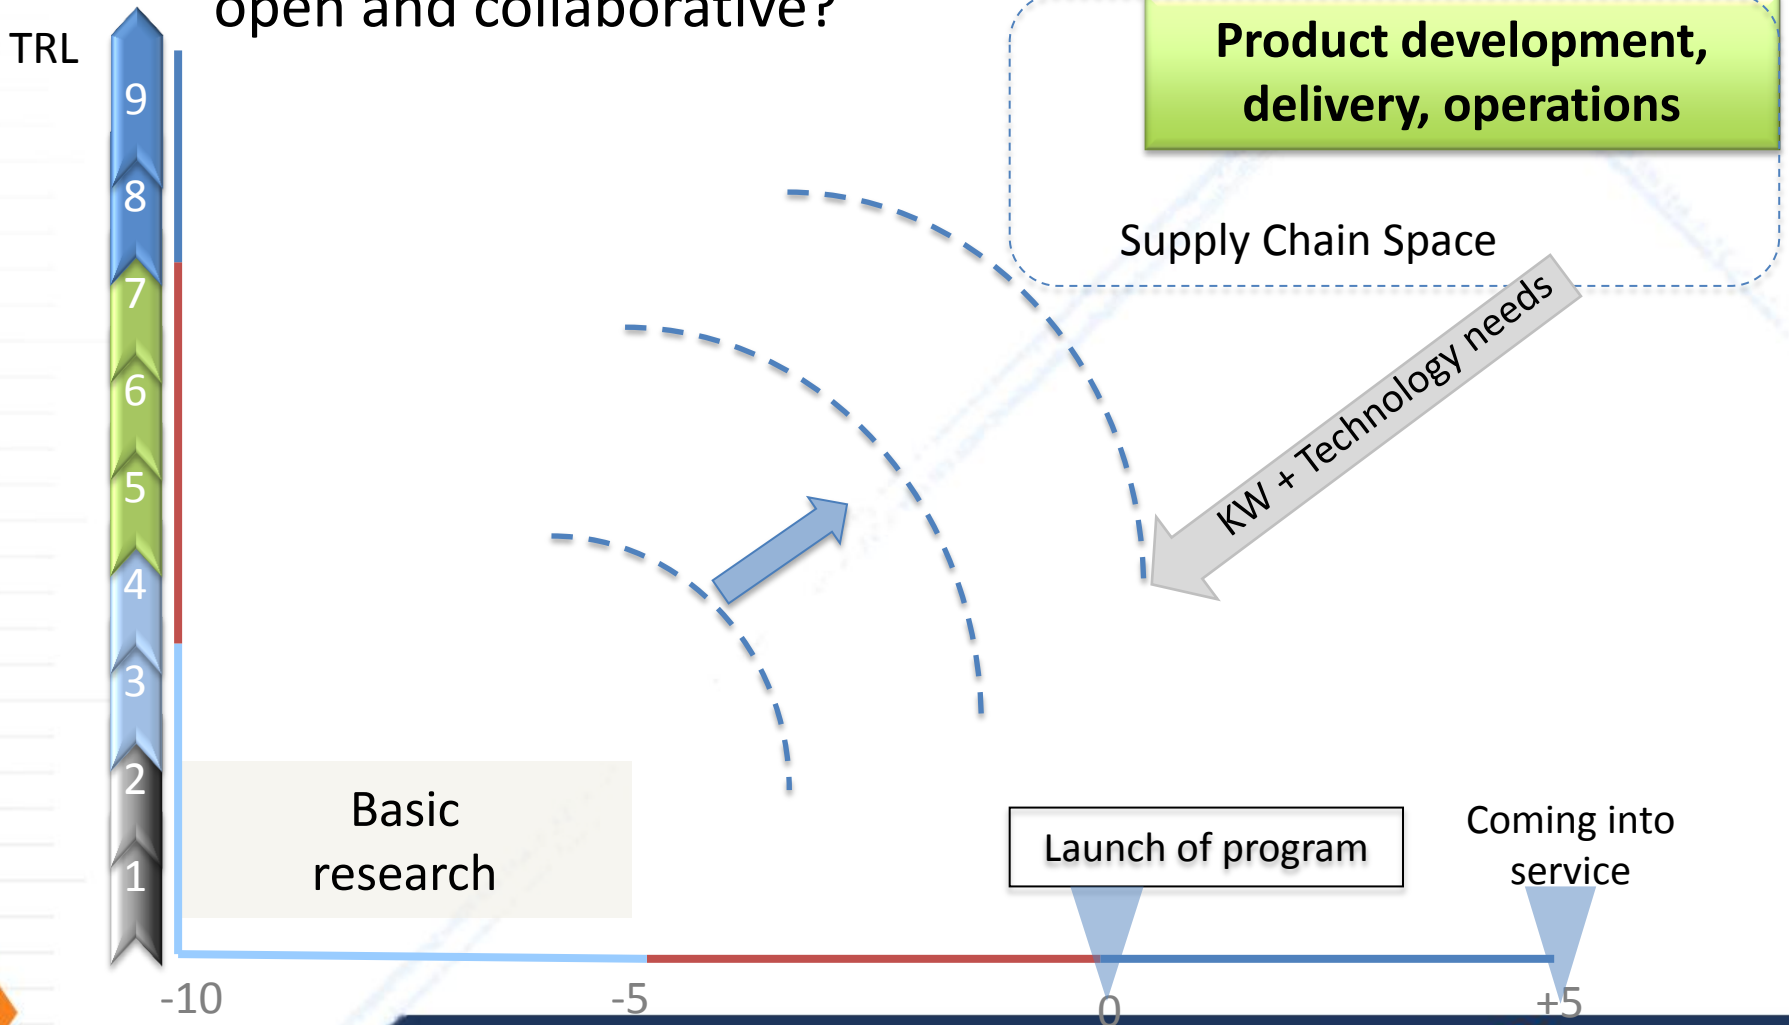 open and collaborative?
TRL
Product development,
delivery, operations
9
8
7
6
5
4
3
2
1
Supply Chain Space
KW + Technology needs
Basic
research
Launch of program
Coming into
service
-10
-5
0
+5